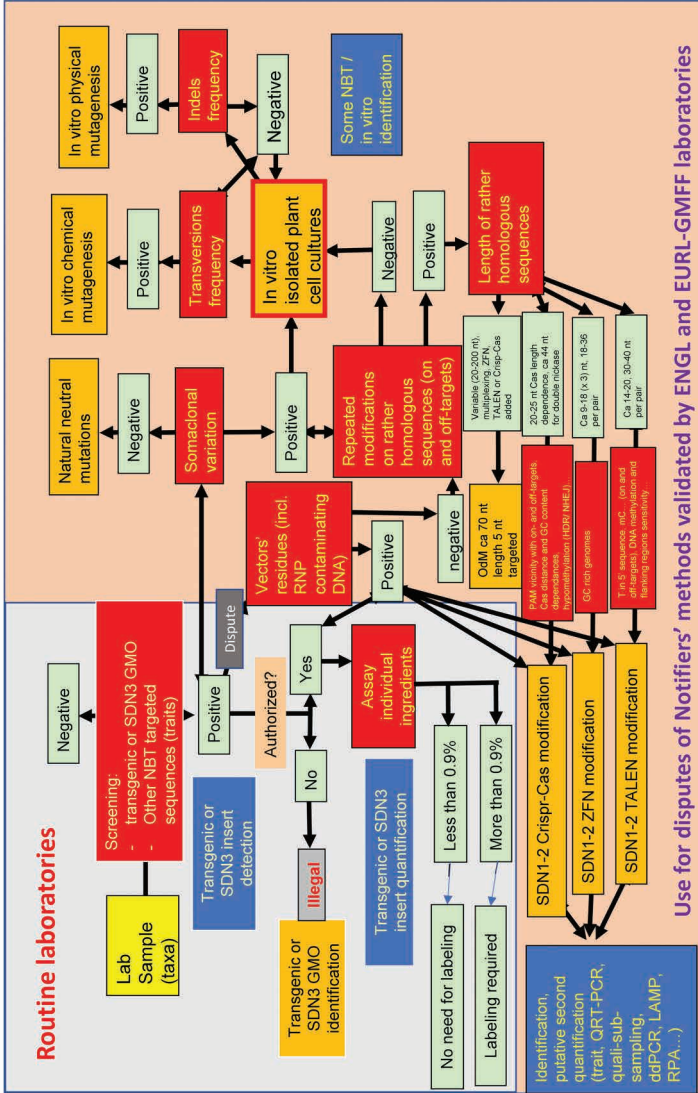 Routine laboratories
Lab
Sample
(taxa)
Screening:
- transgenic or SDN3 GMO
- Other NBT targeted
sequences (traits)
Negative
Positive
Transgenic or
SDN3 insert
detection
Dispute
Authorized?
No
Yes
Illegal
Transgenic or
SDN3 GMO
identification
Assay
individual
ingredients
Transgenic or SDN3
insert quantification
Less than 0.9%
More than 0.9%
No need for labeling
Labeling required
Natural neutral
mutations
Negative
Somaclonal
variation
Positive
Vectors'
residues (incl.
RNP
contaminating
DNA)
Positive
negative
Repeated
modifications
on rather
homologous
sequences (on
and off-targets)
Negative
Positive
In vitro chemical
mutagenesis
Positive
Transversions
frequency
In vitro physical
mutagenesis
Positive
Indels
frequency
Negative
In vitro
isolated plant
cell cultures
Some NBT /
in vitro
identification
Length of rather
homologous
sequences
Variable (20-200 nt),
multiplexing, ZFN,
TALEN or Crisp-Cas
added
20-25 nt Cas length
dependence, ca 44 nt
for double nickase
Ca 9-18 (x 3) nt, 18-36
per pair
Ca 14-20, 30-40 nt
per pair
OdM ca 70 nt
length 5 nt
targeted
PAM vicinity with on- and off-targets,
Cas distance and GC content
dependances,
hypométhylation (HDR/ NHEJ)...
GC rich genomes
T in 5' sequence. mC... (on and
off-targets), DNA methylation and
flanking regions sensitivity...
SDN1-2 Crispr-Cas modification
SDN1-2 ZFN modification
SDN1-2 TALEN modification
Identification,
putative second
quantification
(trait, QRT-PCR,
quali-sub-
sampling,
ddPCR, LAMP,
RPA...)
Use for disputes of Notifiers' methods validated by ENGL and EURL-GMFF laboratories